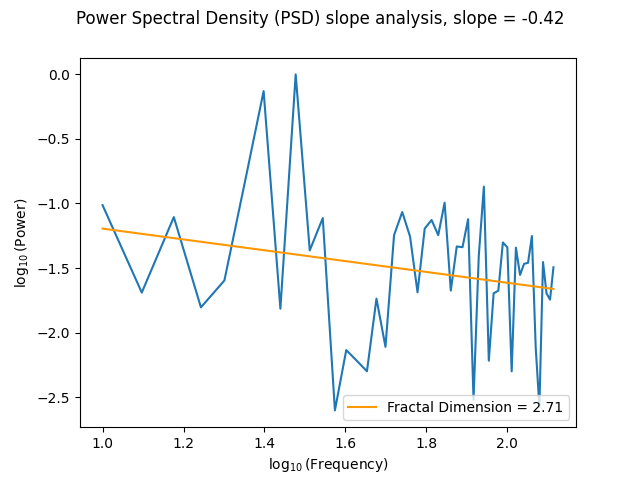 Power Spectral Density (PSD) slope analysis, slope = -0.42
0.0
−0.5
−1.0
−1.5
−2.0
−2.5
log₁₀(Power)
1.0 1.2 1.4 1.6 1.8 2.0
log₁₀(Frequency)
Fractal Dimension = 2.71